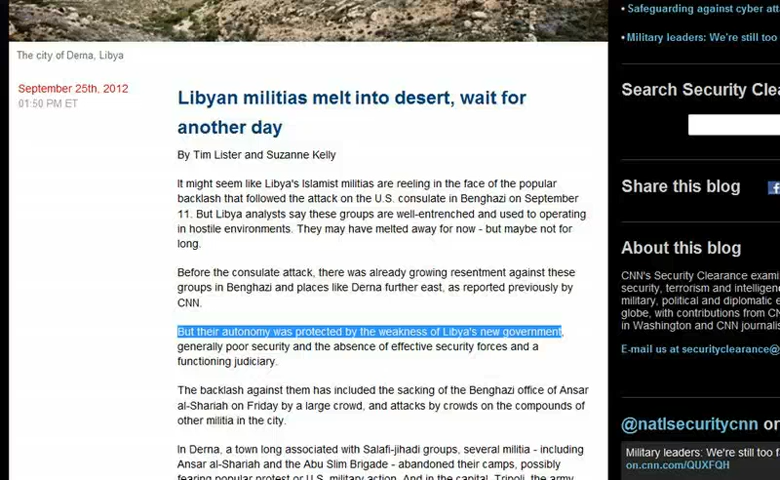 The city of Derna, Libya
September 25th, 2012
01:50 PM ET
Libyan militias melt into desert, wait for
another day
By Tim Lister and Suzanne Kelly
It might seem like Libya's Islamist militias are reeling in the face of the popular
backlash that followed the attack on the U.S. consulate in Benghazi on September
11. But Libya analysts say these groups are well-entrenched and used to operating
in hostile environments. They may have melted away for now - but maybe not for
long.
Before the consulate attack, there was already growing resentment against these
groups in Benghazi and places like Derna further east, as reported previously by
CNN.
But their autonomy was protected by the weakness of Libya's new government,
generally poor security and the absence of effective security forces and a
functioning judiciary.
The backlash against them has included the sacking of the Benghazi office of Ansar
al-Shariah on Friday by a large crowd, and attacks by crowds on the compounds of
other militia in the city.
In Derna, a town long associated with Salafi-jihadi groups, several militia - including
Ansar al-Shariah and the Abu Slim Brigade - abandoned their camps, possibly
fearing popular protest or U.S. military action. And in the capital, Tripoli, the army
• Safeguarding against cyber att
• Military leaders: We're still too
Search Security Clea
Share this blog
About this blog
CNN's Security Clearance exami
security, terrorism and intelligen
military, political and diplomatic e
globe, with contributions from CN
in Washington and CNN journalis
E-mail us at securityclearance@
@natlsecuritycnn on
Military leaders: We're still too f
on.cnn.com/QUXFQH